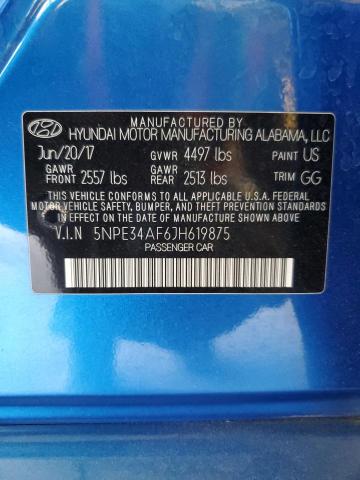 MANUFACTURED BY
HYUNDAI MOTOR MANUFACTURING ALABAMA, LLC
Jun/20/17 GVWR 4497 lbs PAINT US
GAWR FRONT 2557 lbs GAWR REAR 2513 lbs TRIM GG
THIS VEHICLE CONFORMS TO ALL APPLICABLE U.S.A. FEDERAL
MOTOR VEHICLE SAFETY, BUMPER, AND THEFT PREVENTION
STANDARDS IN EFFECT ON THE DATE OF MANUFACTURE SHOWN ABOVE.
V.I.N 5NPE34AF6JH619875
PASSENGER CAR